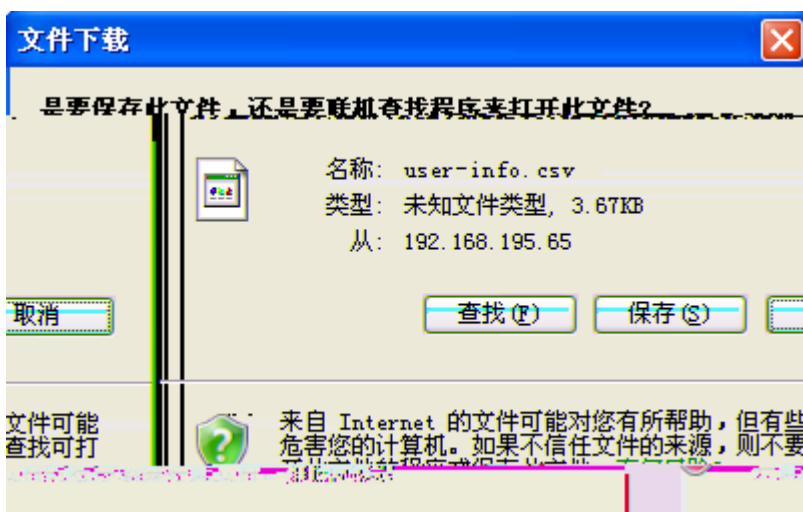 文件下载
是要保存此文件，还是要联机查找程序来打开此文件?
名称: user-info.csv
类型: 未知文件类型, 3.67KB
从: 192.168.195.65
取消
查找(F)
保存(S)
文件可能
查找可打
来自 Internet 的文件可能对您有所帮助，但有些
危害您的计算机。如果不信任文件的来源，则不要